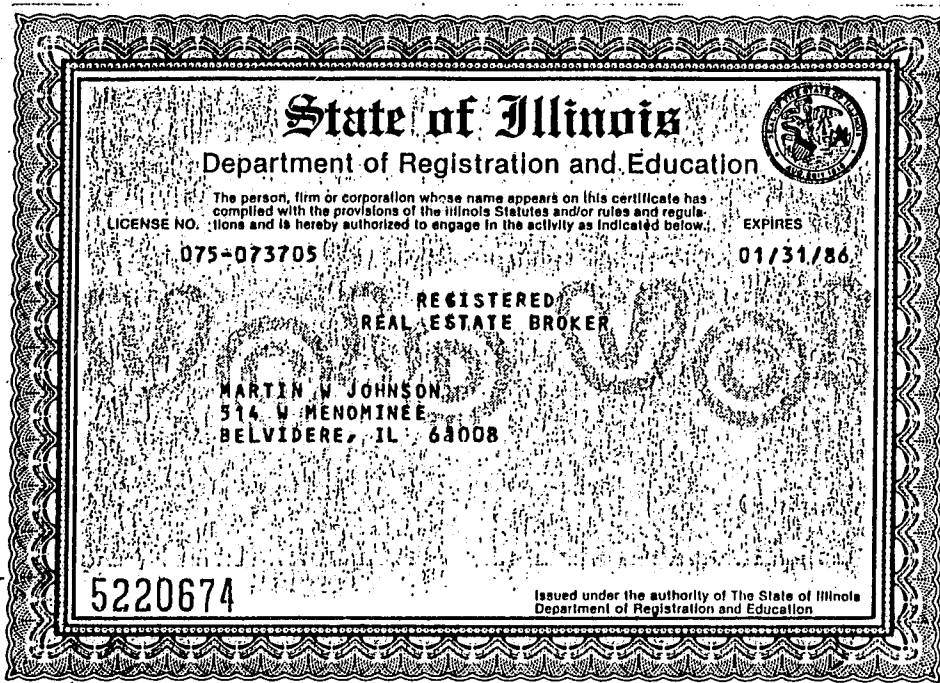 State of Illinois
Department of Registration and Education
The person, firm or corporation whose name appears on this certificate has
complied with the provisions of the Illinois Statutes and/or rules and regula-
LICENSE NO. tions and is hereby authorized to engage in the activity as indicated below. EXPIRES
075-073705 01/31/86
REGISTERED
REAL ESTATE BROKER
MARTIN W JOHNSON
514 W MENOMINEE
BELVIDERE, IL 61008
5220674
Issued under the authority of The State of Illinois
Department of Registration and Education